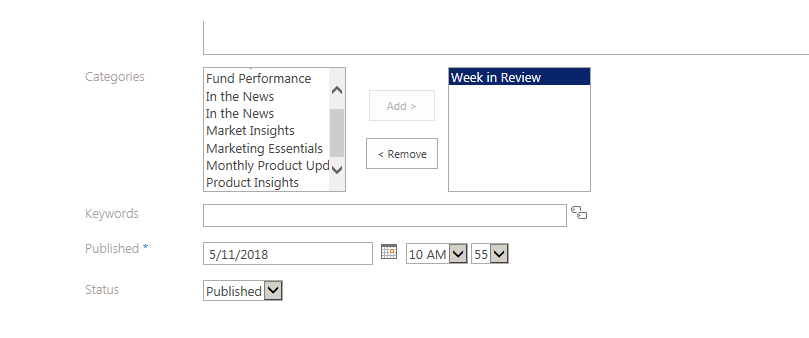 Categories
Fund Performance
In the News
In the News
Market Insights
Marketing Essentials
Monthly Product Upd
Product Insights
Add >
< Remove
Week in Review
Keywords
Published *
5/11/2018
10 AM
55
Status
Published